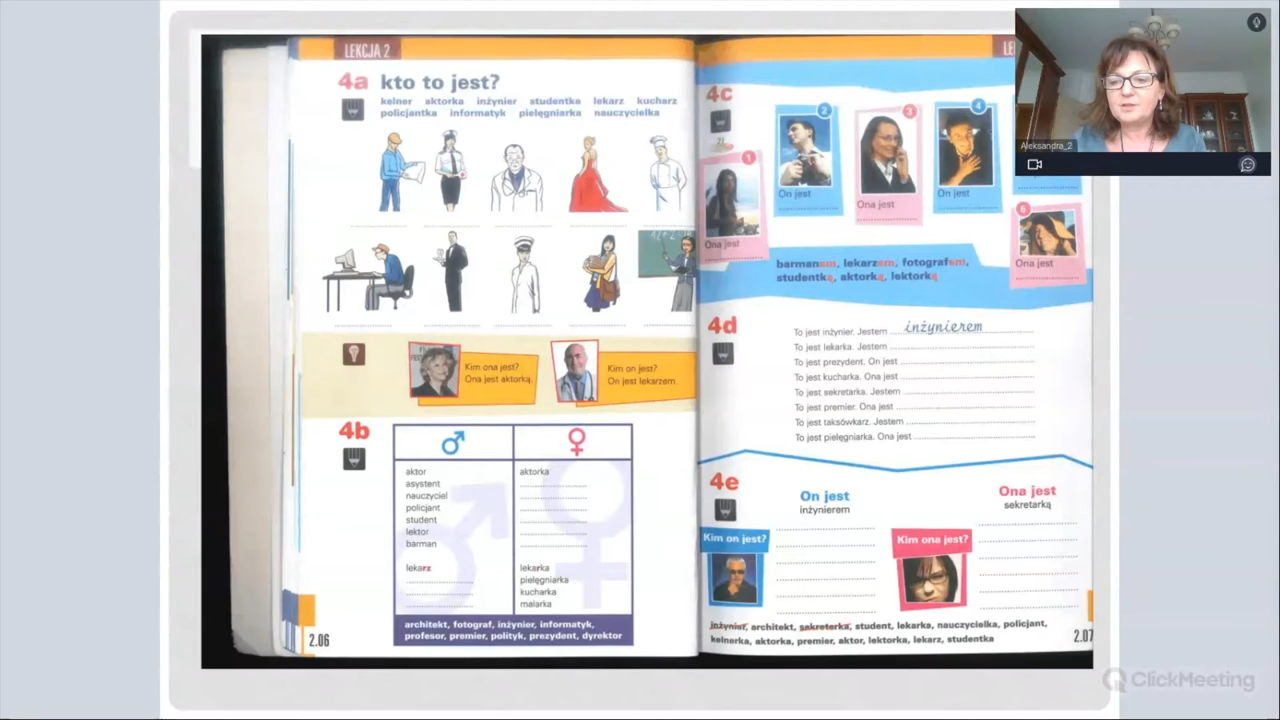 LEKCJA 2
4a kto to jest?
kelner aktorka inżynier studentka lekarz kucharz
policjantka informatyk pielęgniarka nauczycielka
Kim ona jest?
Ona jest aktorką.
Kim on jest?
On jest lekarzem.
4b
aktor aktorka
asystent
nauczyciel
policjant
student
lektor
barman
lekarz lekarka
pielęgniarka
kucharka
malarka
architekt, fotograf, inżynier, informatyk,
profesor, premier, polityk, prezydent, dyrektor
2.06
4c
1
Ona jest
2
On jest
3
Ona jest
4
On jest
6
Ona jest
barmanem, lekarzem, fotografem,
studentką, aktorką, lektorką
4d
To jest inżynier. Jestem inżynierem
To jest lekarka. Jestem
To jest prezydent. On jest
To jest kucharka. Ona jest
To jest sekretarka. Jestem
To jest premier. Ona jest
To jest taksówkarz. Jestem
To jest pielęgniarka. Ona jest
4e
On jest
inżynierem
Ona jest
sekretarką
Kim on jest?
Kim ona jest?
inżynier, architekt, sekretarka, student, lekarka, nauczycielka, policjant,
kelnerka, aktorka, premier, aktor, lektorka, lekarz, studentka
2.07
Aleksandra_2
ClickMeeting